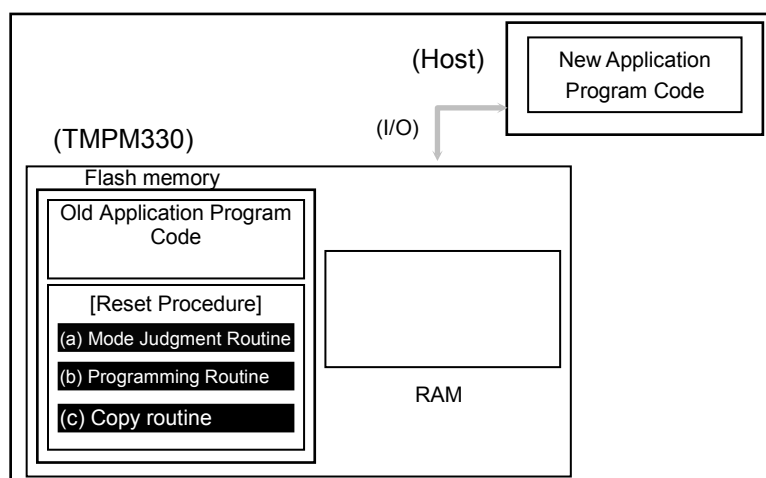 (Host)
New Application
Program Code
(I/O)
(TMPM330)
Flash memory
Old Application Program
Code
[Reset Procedure]
(a) Mode Judgment Routine
(b) Programming Routine
(c) Copy routine
RAM